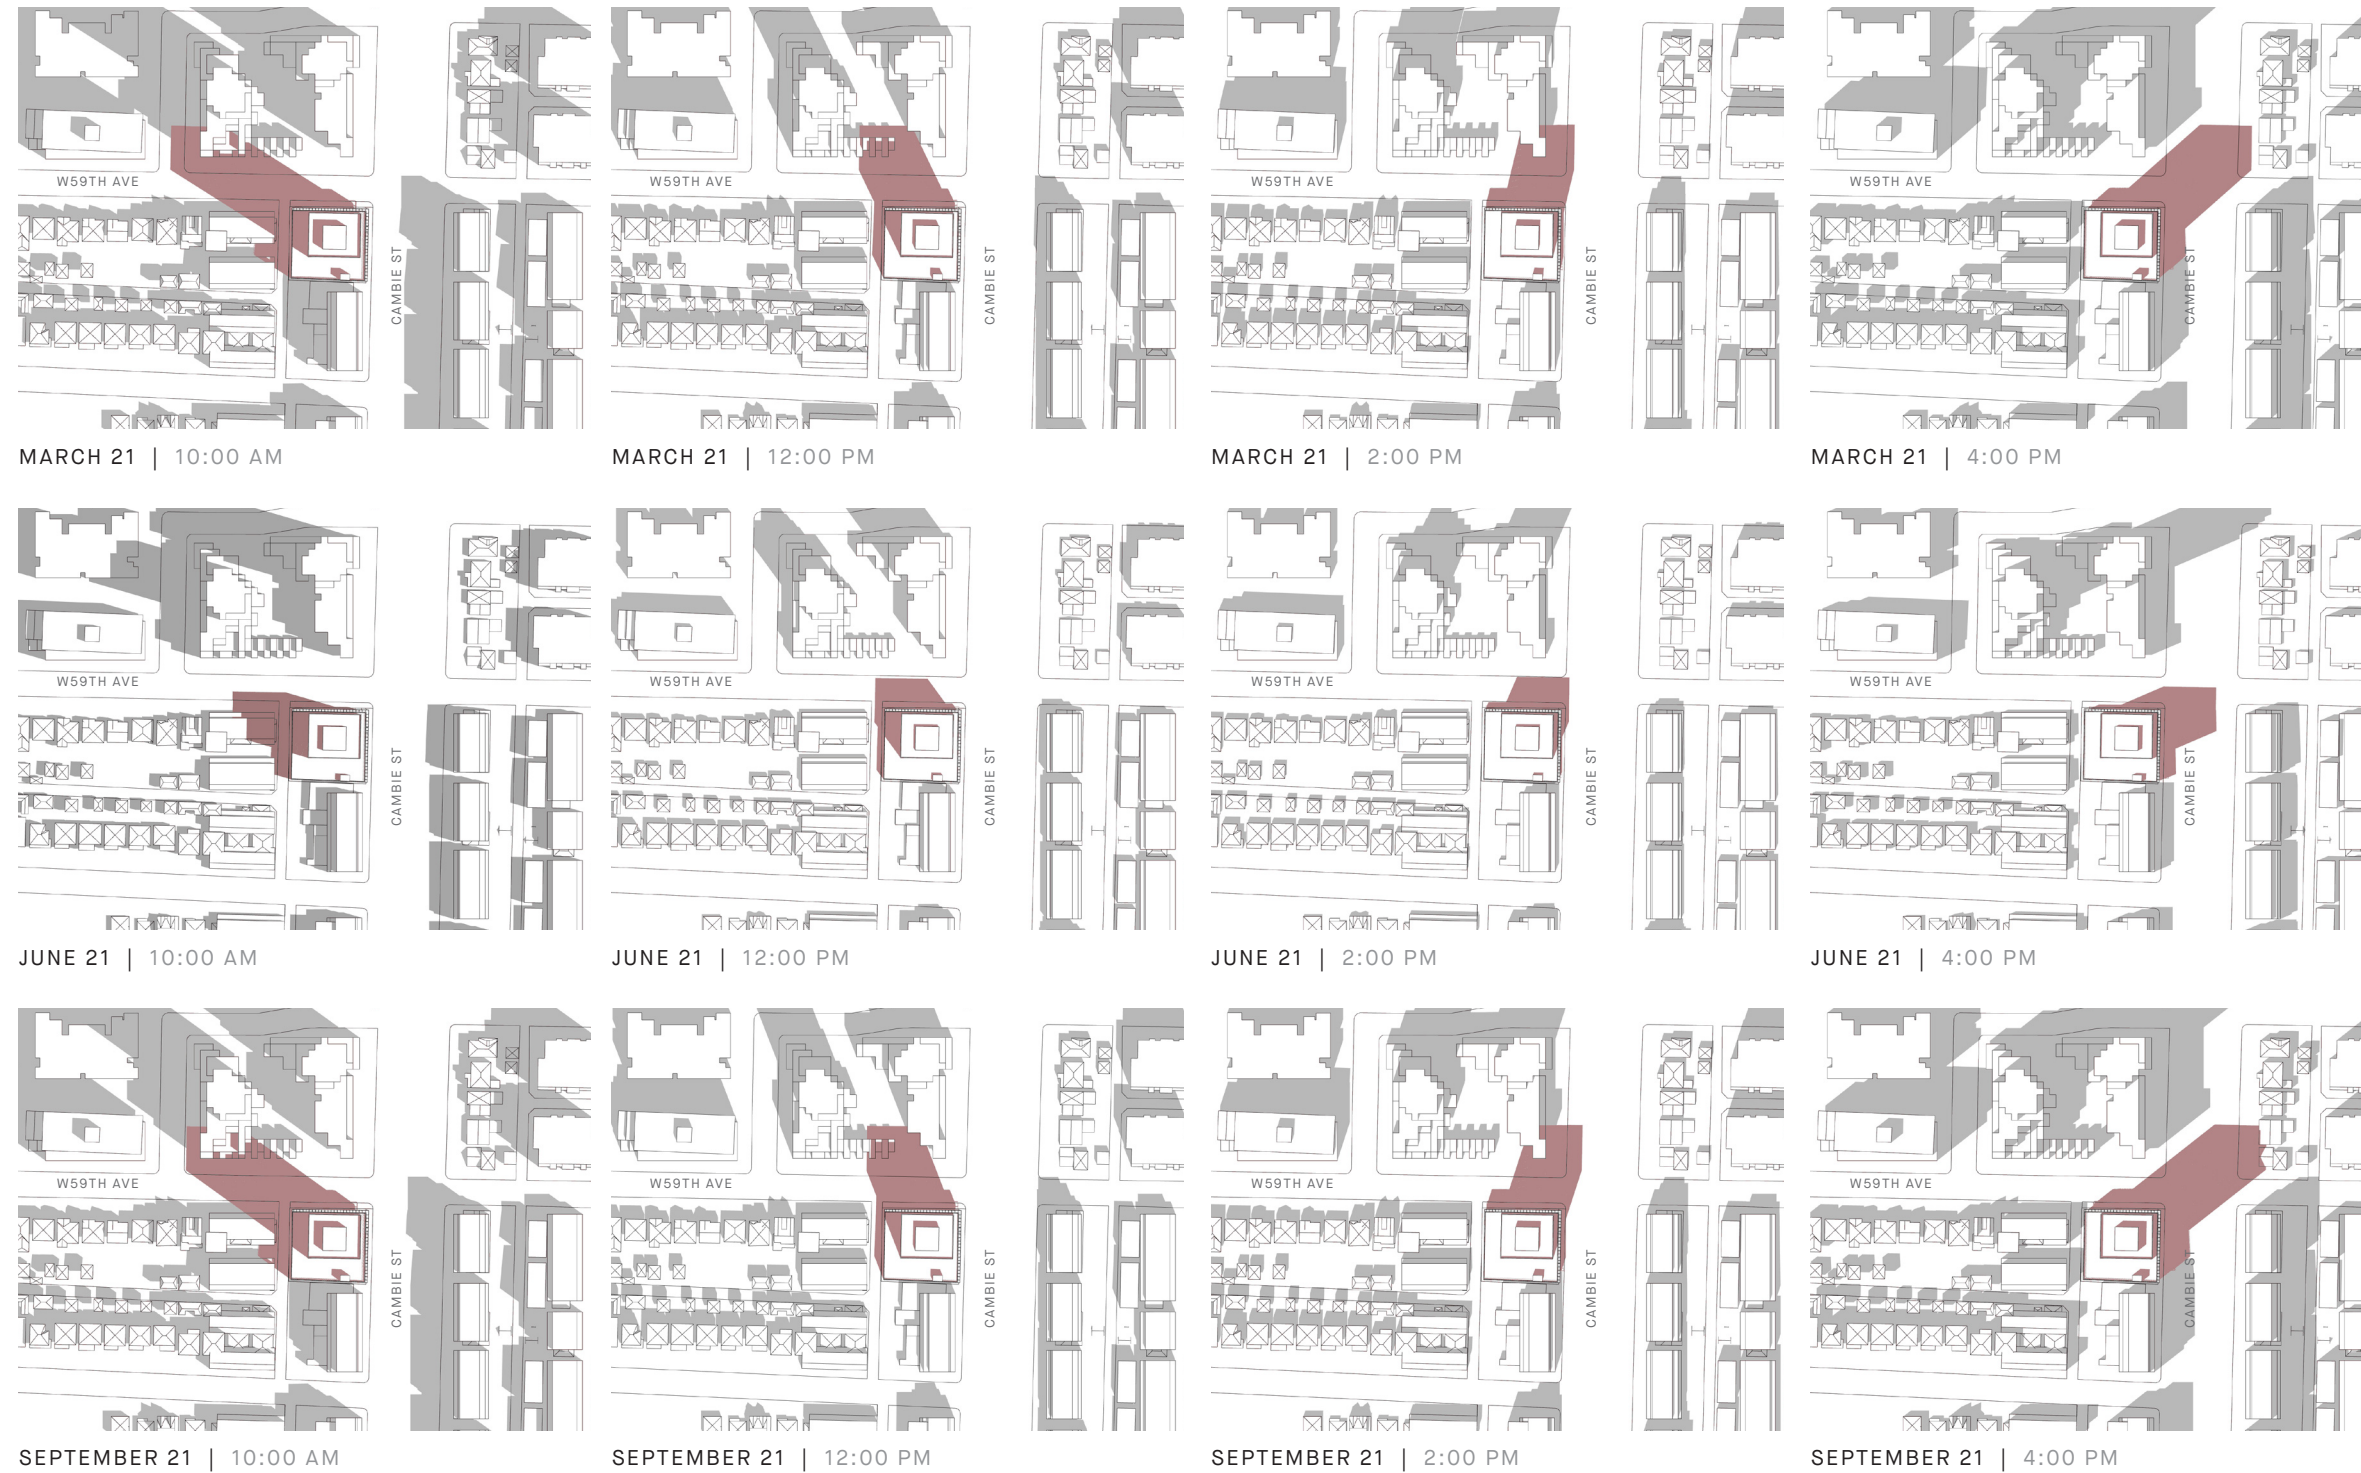 W59TH AVE
CAMBIE ST
W59TH AVE
CAMBIE ST
W59TH AVE
CAMBIE ST
W59TH AVE
CAMBIE ST
MARCH 21 | 10:00 AM
MARCH 21 | 12:00 PM
MARCH 21 | 2:00 PM
MARCH 21 | 4:00 PM
W59TH AVE
CAMBIE ST
W59TH AVE
CAMBIE ST
W59TH AVE
CAMBIE ST
W59TH AVE
CAMBIE ST
JUNE 21 | 10:00 AM
JUNE 21 | 12:00 PM
JUNE 21 | 2:00 PM
JUNE 21 | 4:00 PM
W59TH AVE
CAMBIE ST
W59TH AVE
CAMBIE ST
W59TH AVE
CAMBIE ST
W59TH AVE
CAMBIE ST
SEPTEMBER 21 | 10:00 AM
SEPTEMBER 21 | 12:00 PM
SEPTEMBER 21 | 2:00 PM
SEPTEMBER 21 | 4:00 PM